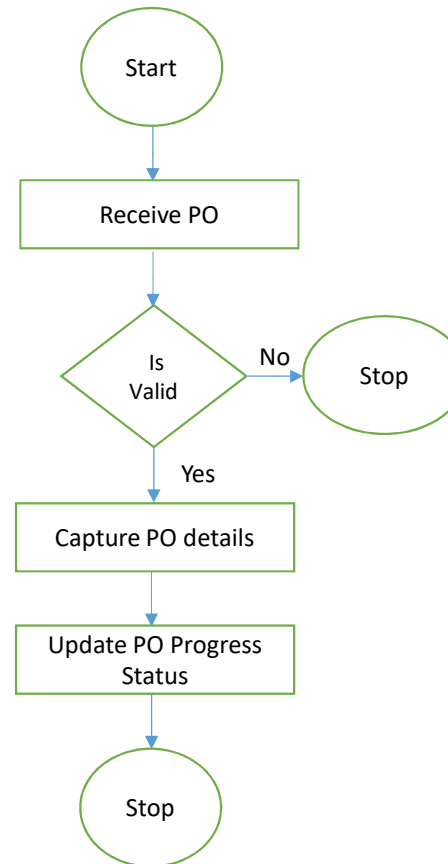 Start
Receive PO
Is
Valid
No
Stop
Yes
Capture PO details
Update PO Progress
Status
Stop